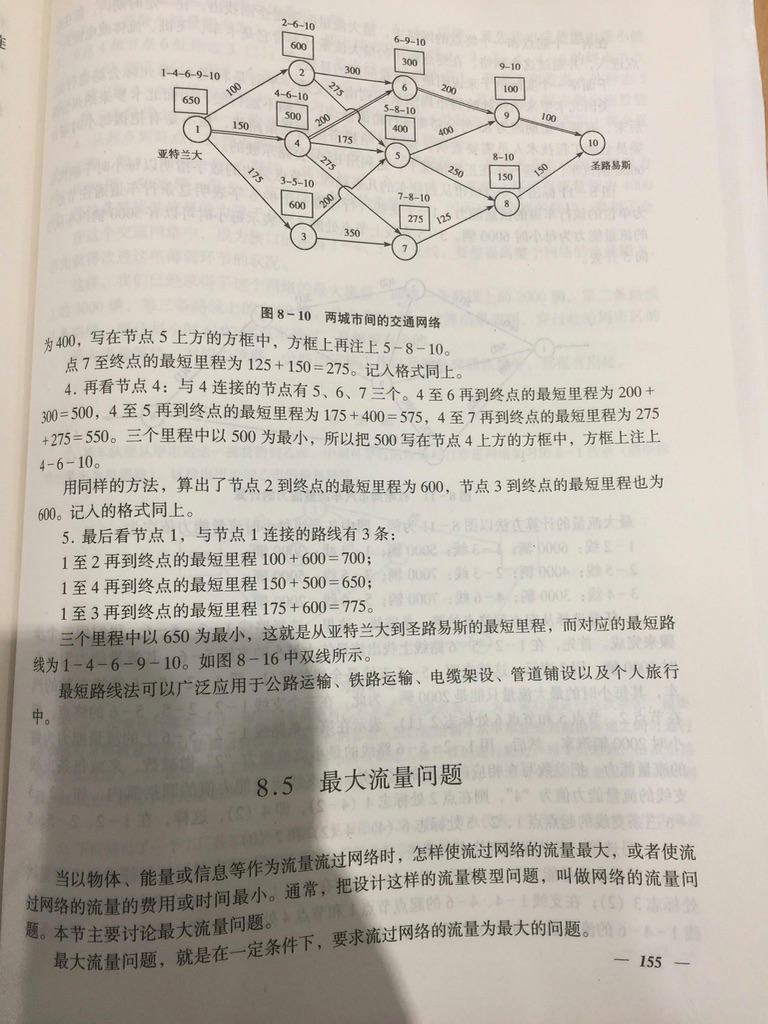 2-6-10
600
6-9-10
300
9-10
100
1-4-6-9-10
650
4-6-10
500
5-8-10
400
8-10
150
3-5-10
600
7-8-10
275
100
300
275
200
150
200
175
400
100
175
275
250
150
200
350
125
1
2
3
4
5
6
7
8
9
10
亚特兰大
圣路易斯
图 8-10 两城市间的交通网络
为 400，写在节点 5 上方的方框中，方框上再注上 5-8-10。
点 7 至终点的最短里程为 125+150=275。记入格式同上。
4. 再看节点 4：与 4 连接的节点有 5、6、7 三个。4 至 6 再到终点的最短里程为 200+
300=500，4 至 5 再到终点的最短里程为 175+400=575，4 至 7 再到终点的最短里程为 275
+275=550。三个里程中以 500 为最小，所以把 500 写在节点 4 上方的方框中，方框上注上
4-6-10。
用同样的方法，算出了节点 2 到终点的最短里程为 600，节点 3 到终点的最短里程也为
600。记入的格式同上。
5. 最后看节点 1，与节点 1 连接的路线有 3 条：
1 至 2 再到终点的最短里程 100+600=700；
1 至 4 再到终点的最短里程 150+500=650；
1 至 3 再到终点的最短里程 175+600=775。
三个里程中以 650 为最小，这就是从亚特兰大到圣路易斯的最短里程，而对应的最短路
线为 1-4-6-9-10。如图 8-16 中双线所示。
最短路线法可以广泛应用于公路运输、铁路运输、电缆架设、管道铺设以及个人旅行
中。
8.5 最大流量问题
当以物体、能量或信息等作为流量流过网络时，怎样使流过网络的流量最大，或者使流
过网络的流量的费用或时间最小。通常，把设计这样的流量模型问题，叫做网络的流量问
题。本节主要讨论最大流量问题。
最大流量问题，就是在一定条件下，要求流过网络的流量为最大的问题。
— 155 —